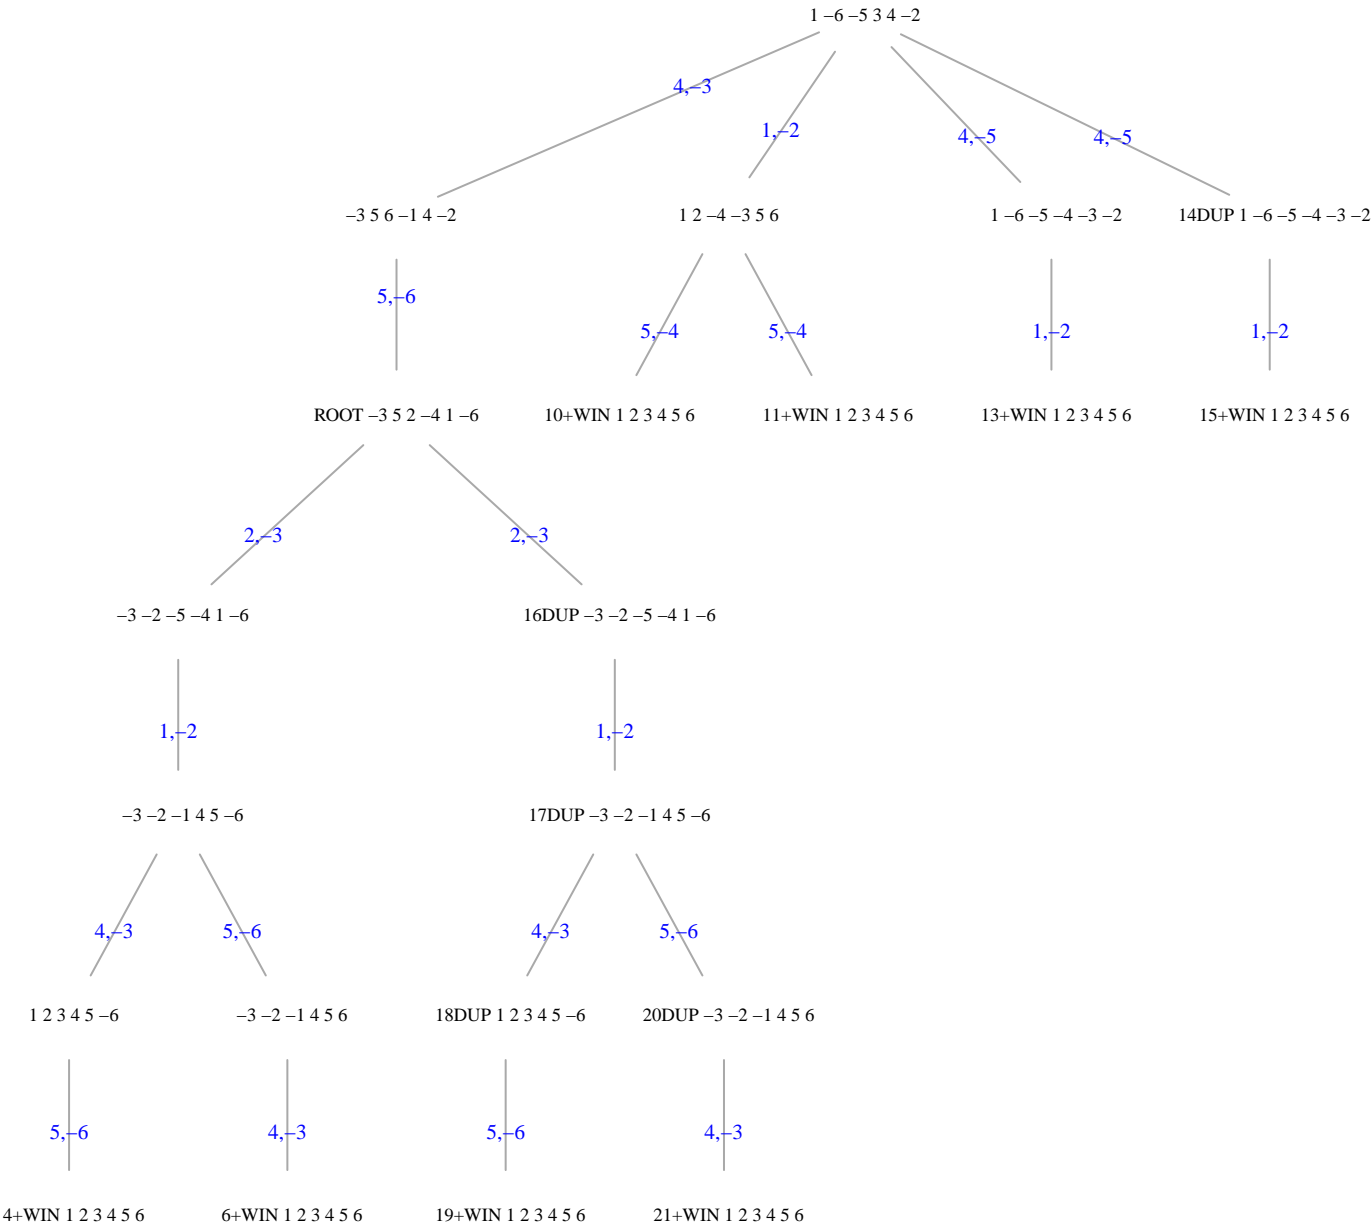 1 –6 –5 3 4 –2
4,–3
1,–2
4,–5
4,–5
–3 5 6 –1 4 –2
1 2 –4 –3 5 6
1 –6 –5 –4 –3 –2
14DUP 1 –6 –5 –4 –3 –2
5,–6
5,–4
5,–4
1,–2
1,–2
ROOT –3 5 2 –4 1 –6
10+WIN 1 2 3 4 5 6
11+WIN 1 2 3 4 5 6
13+WIN 1 2 3 4 5 6
15+WIN 1 2 3 4 5 6
2,–3
2,–3
–3 –2 –5 –4 1 –6
16DUP –3 –2 –5 –4 1 –6
1,–2
1,–2
–3 –2 –1 4 5 –6
17DUP –3 –2 –1 4 5 –6
4,–3
5,–6
4,–3
5,–6
1 2 3 4 5 –6
–3 –2 –1 4 5 6
18DUP 1 2 3 4 5 –6
20DUP –3 –2 –1 4 5 6
5,–6
4,–3
5,–6
4,–3
4+WIN 1 2 3 4 5 6
6+WIN 1 2 3 4 5 6
19+WIN 1 2 3 4 5 6
21+WIN 1 2 3 4 5 6